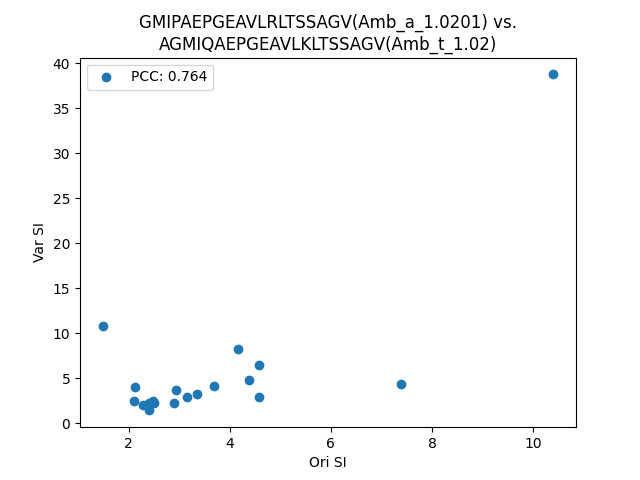 GMIPAEPGEAVLRLTSSAGV(Amb_a_1.0201) vs.
AGMIQAEPGEAVLKLTSSAGV(Amb_t_1.02)
PCC: 0.764
Var SI
40
35
30
25
20
15
10
5
0
2
4
6
8
10
Ori SI